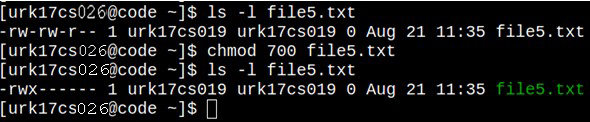 [urk17cs026@code ~]$ ls -l file5.txt
-rw-rw-r-- 1 urk17cs019 urk17cs019 0 Aug 21 11:35 file5.txt
[urk17cs026@code ~]$ chmod 700 file5.txt
[urk17cs026@code ~]$ ls -l file5.txt
-rwx------ 1 urk17cs019 urk17cs019 0 Aug 21 11:35 file5.txt
[urk17cs026@code ~]$